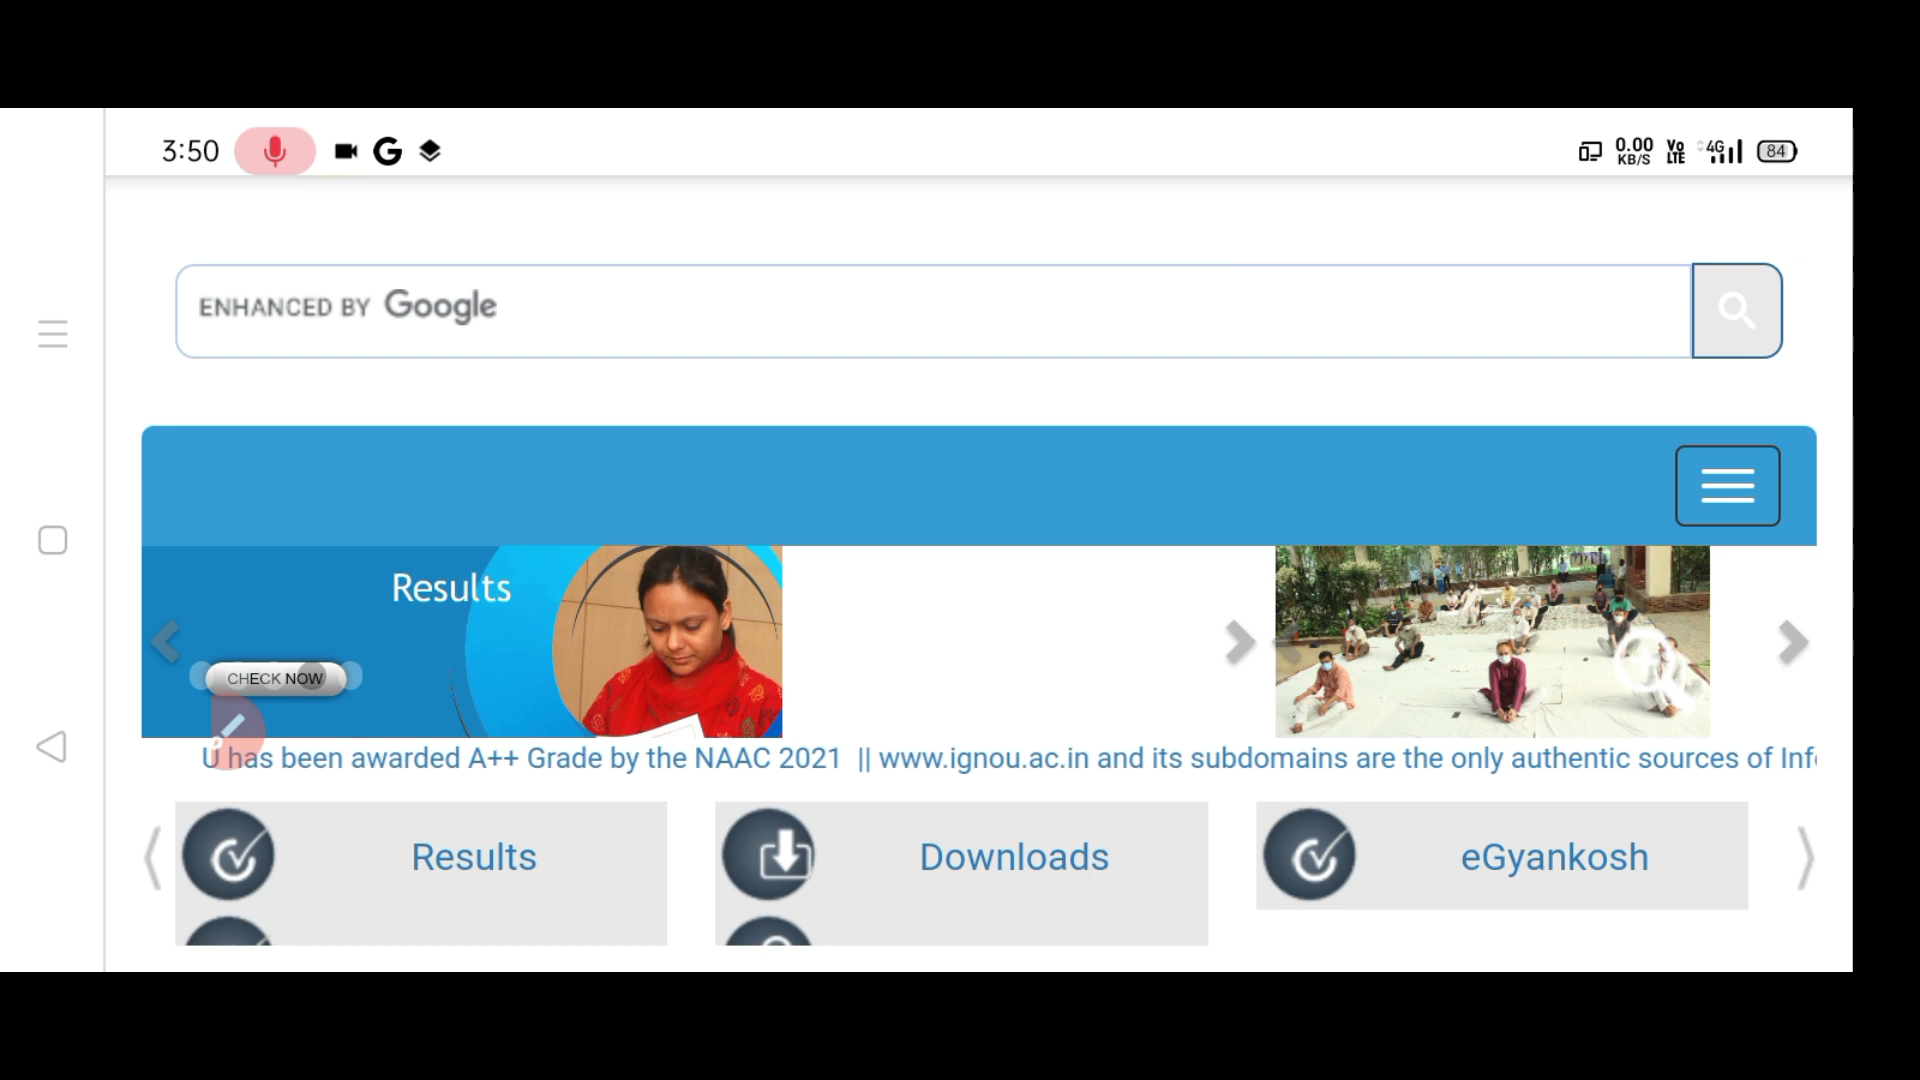 3:50
0.00 KB/S Vo LTE 4G 84
ENHANCED BY Google
Results
CHECK NOW
U has been awarded A++ Grade by the NAAC 2021 || www.ignou.ac.in and its subdomains are the only authentic sources of Inf
Results Downloads eGyankosh